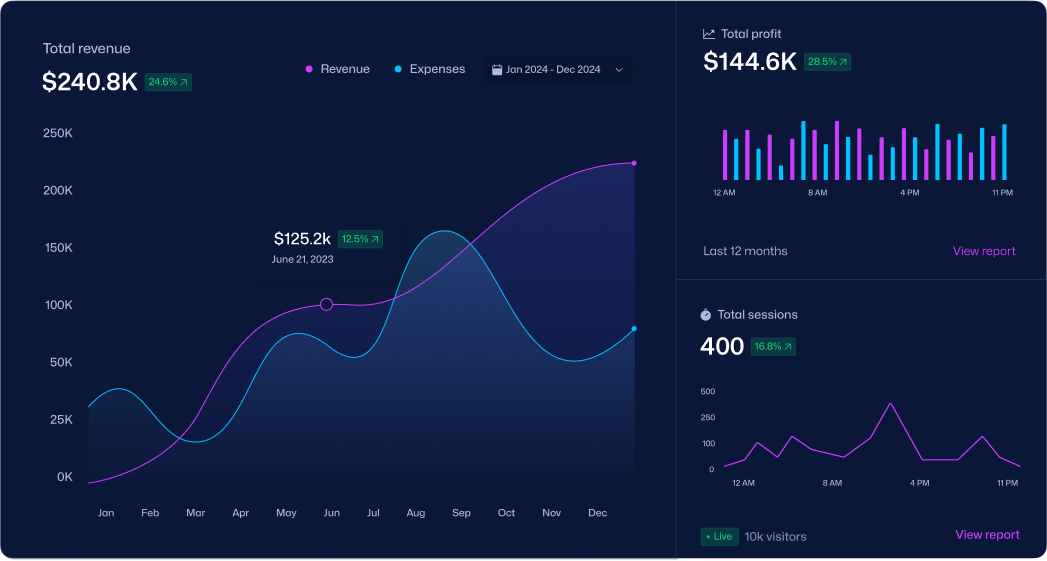 Total revenue
$240.8K 24.6%
Revenue Expenses Jan 2024 - Dec 2024
250K
200K
150K
100K
50K
25K
0K
$125.2k 12.5%
June 21, 2023
Jan Feb Mar Apr May Jun Jul Aug Sep Oct Nov Dec
Total profit
$144.6K 28.5%
12 AM 8 AM 4 PM 11 PM
Last 12 months View report
Total sessions
400 16.8%
500
250
100
0
12 AM 8 AM 4 PM 11 PM
Live 10k visitors View report